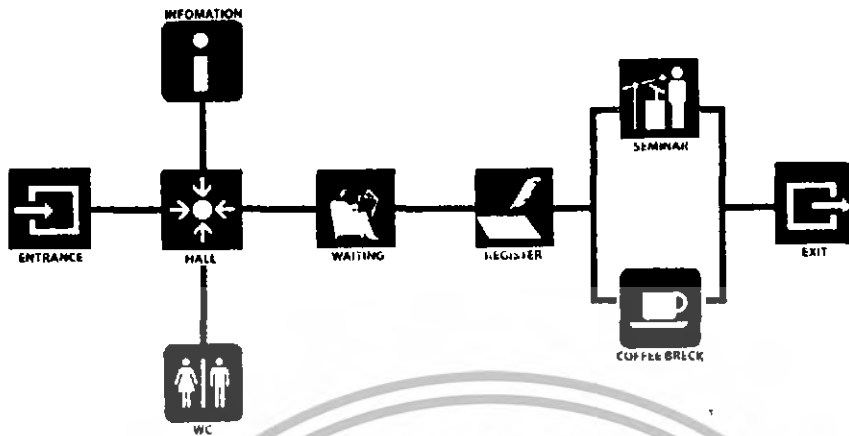 INFOMATION
SEMINAR
ENTRANCE
HALL
WAITING
REGISTER
EXIT
COFFEE BRECK
WC